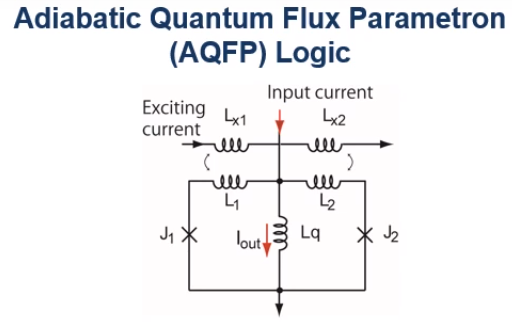 Adiabatic Quantum Flux Parametron
(AQFP) Logic
Input current
Exciting
current
Lx1
Lx2
L1
L2
J1
Iout
Lq
J2